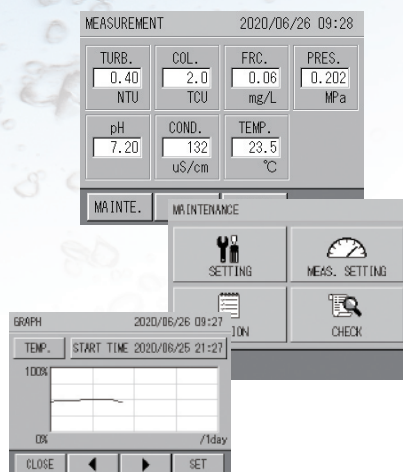 MEASUREMENT 2020/06/26 09:28
TURB. COL. FRC. PRES.
0.40 2.0 0.06 0.202
NTU TCU mg/L MPa
pH COND. TEMP.
7.20 132 23.5
uS/cm ℃
MAINTE.
MAINTENANCE
SETTING MEAS. SETTING
ION CHECK
GRAPH 2020/06/26 09:27
TEMP. START TIME 2020/06/25 21:27
100%
0% /1day
CLOSE SET